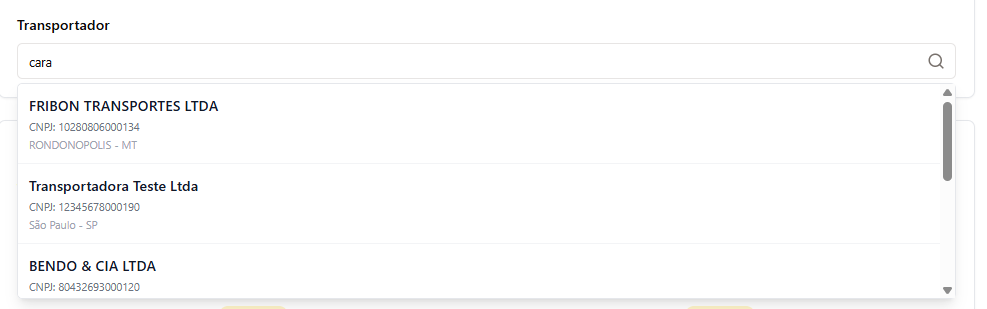 Transportador
cara
FRIBON TRANSPORTES LTDA
CNPJ: 10280806000134
RONDONOPOLIS - MT
Transportadora Teste Ltda
CNPJ: 12345678000190
São Paulo - SP
BENDO & CIA LTDA
CNPJ: 80432693000120